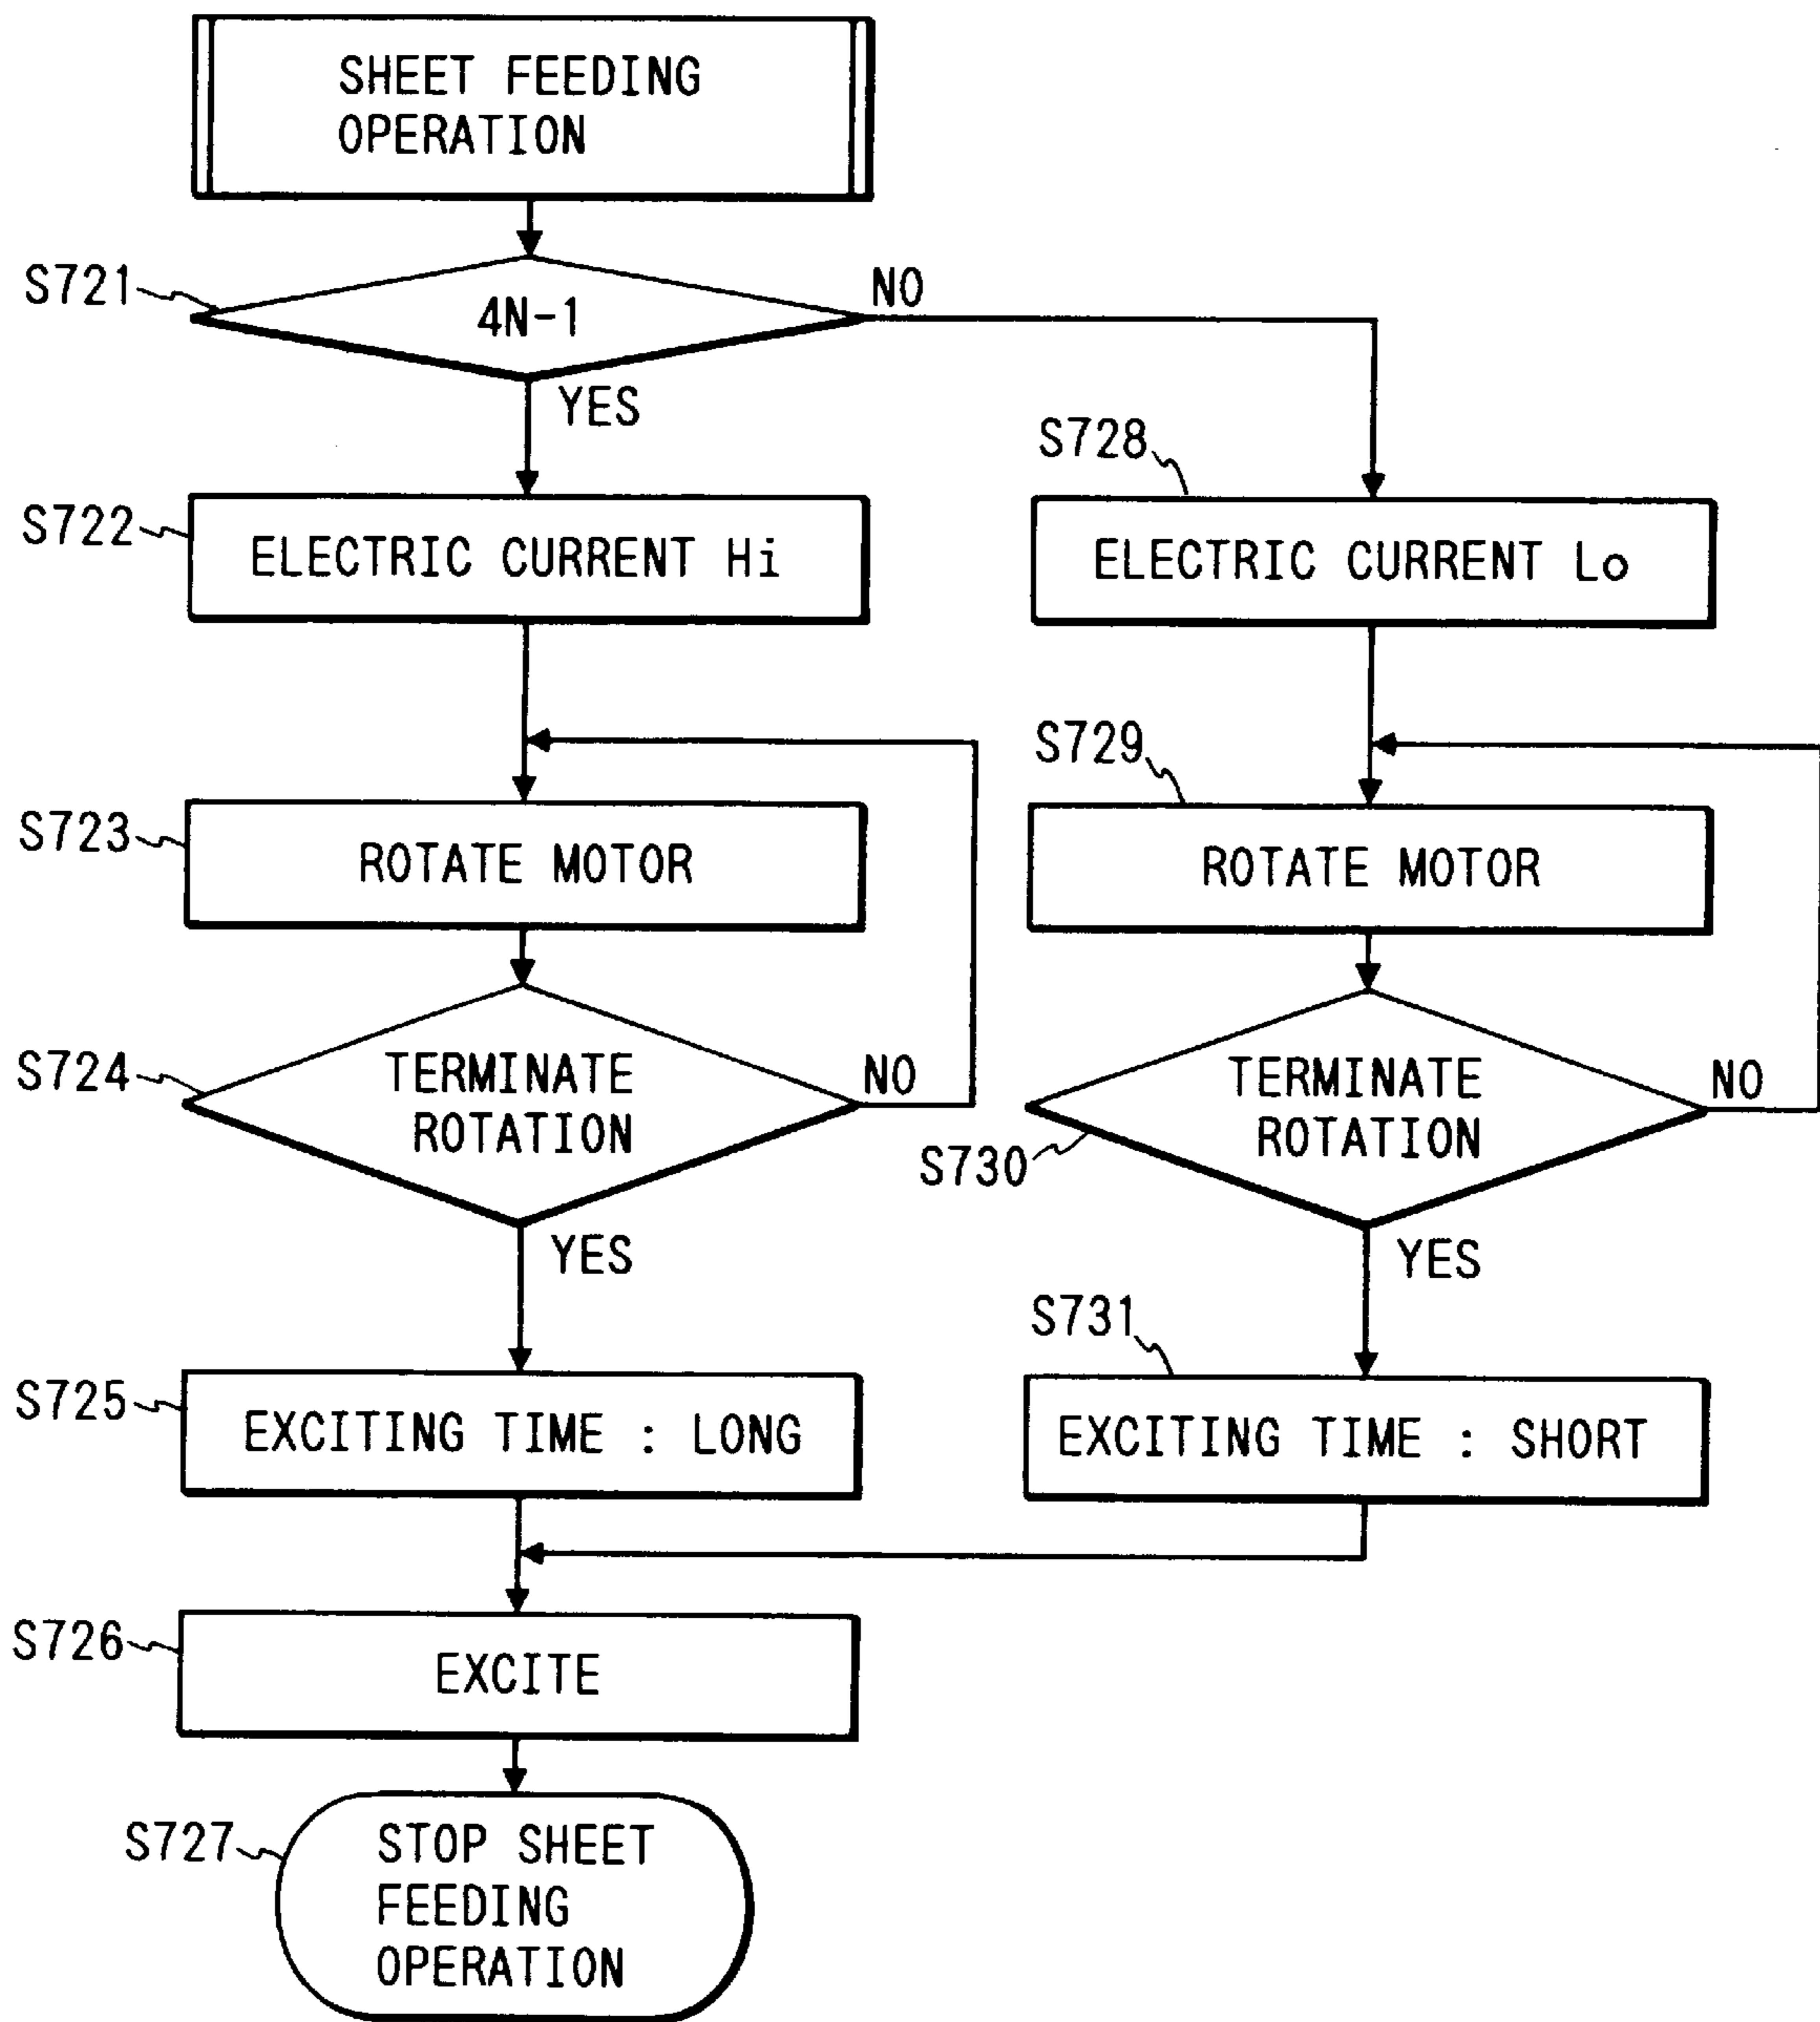 SHEET FEEDING
OPERATION
S721
4N-1
NO
YES
S722
ELECTRIC CURRENT Hi
S728
ELECTRIC CURRENT Lo
S723
ROTATE MOTOR
S729
ROTATE MOTOR
S724
TERMINATE
ROTATION
NO
YES
S730
TERMINATE
ROTATION
NO
YES
S725
EXCITING TIME : LONG
S731
EXCITING TIME : SHORT
S726
EXCITE
S727
STOP SHEET
FEEDING
OPERATION